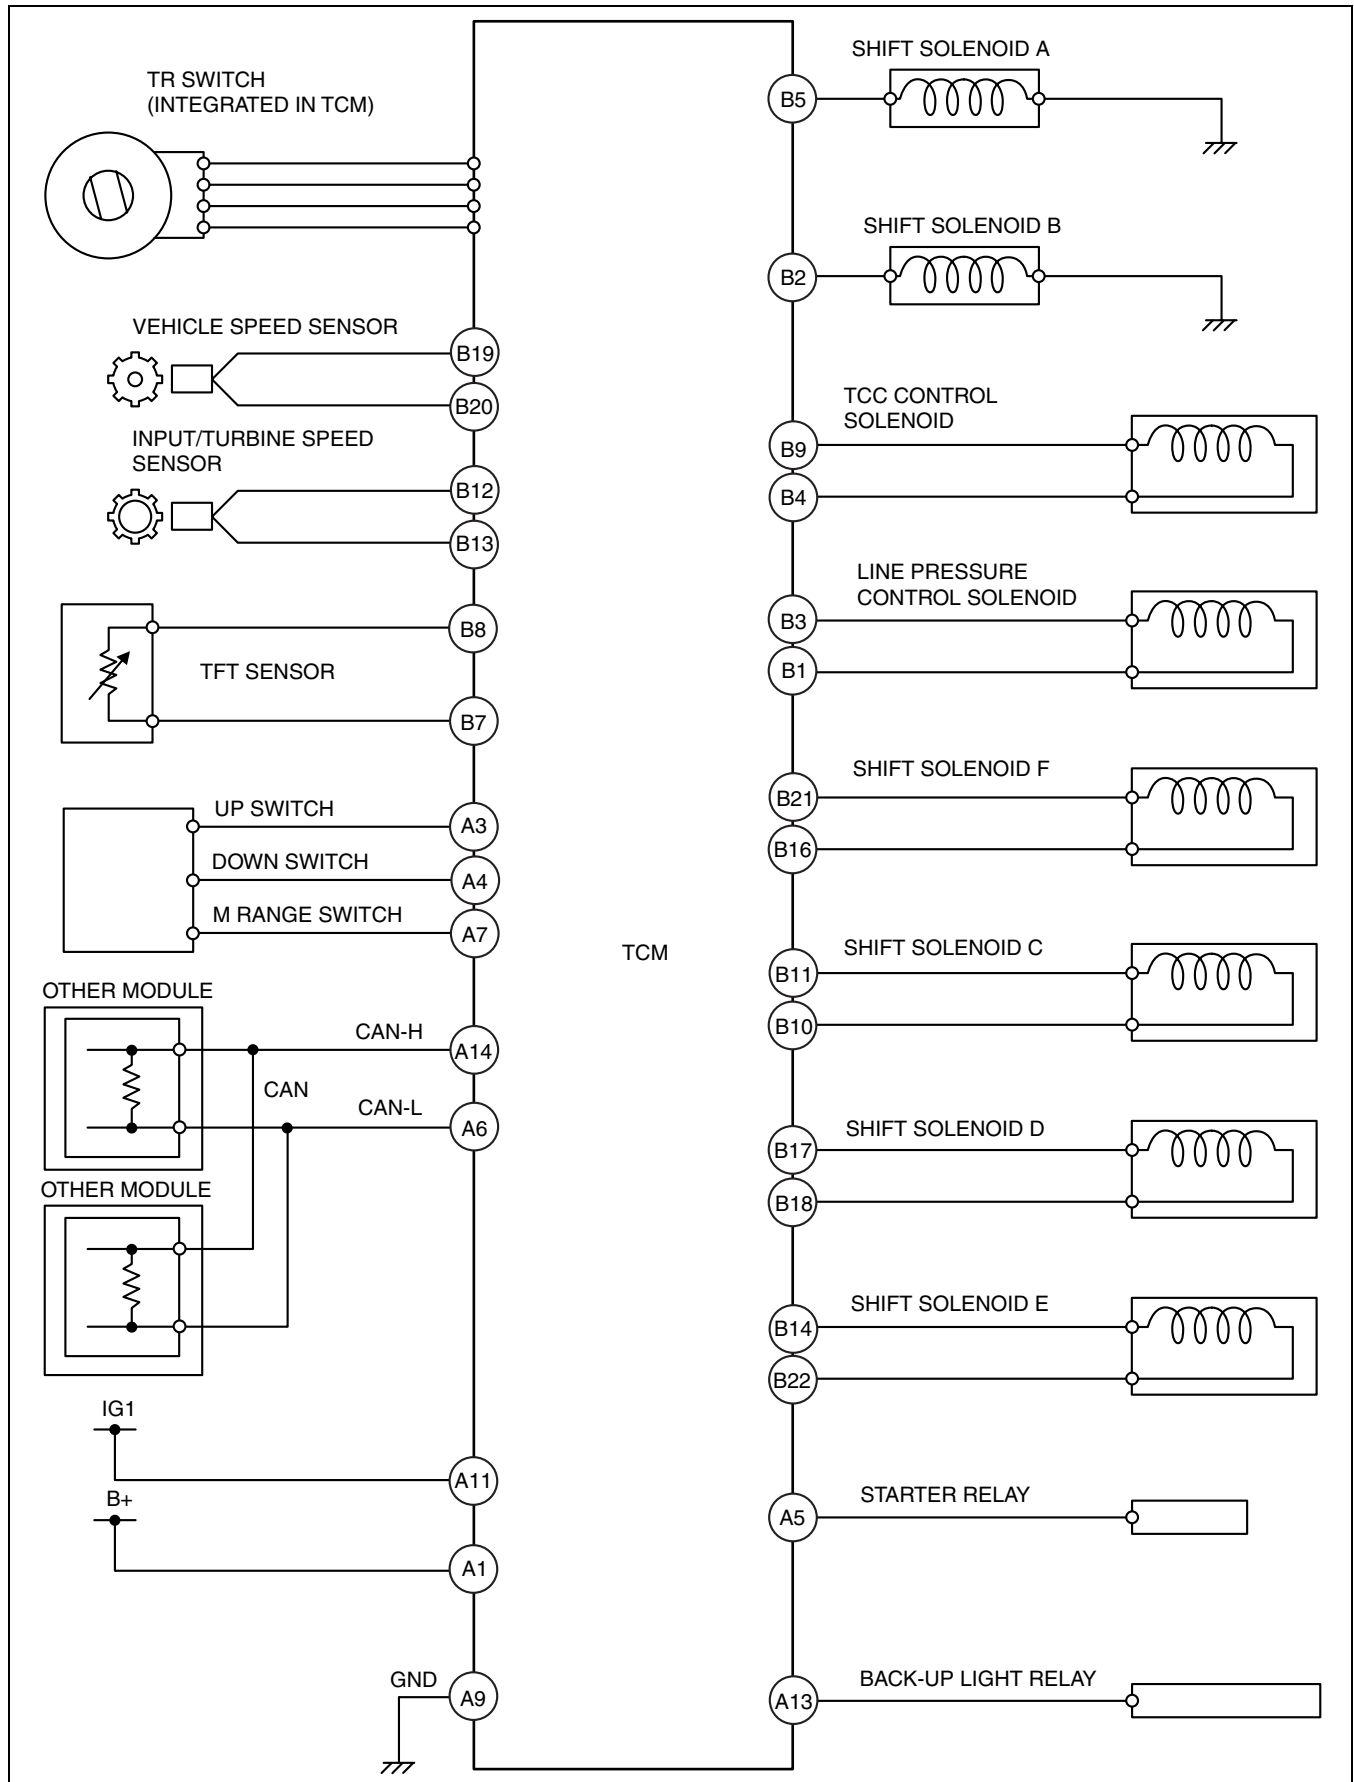 TR SWITCH
(INTEGRATED IN TCM)
VEHICLE SPEED SENSOR
B19
B20
INPUT/TURBINE SPEED
SENSOR
B12
B13
B8
TFT SENSOR
B7
UP SWITCH
A3
DOWN SWITCH
A4
M RANGE SWITCH
A7
OTHER MODULE
CAN-H
A14
CAN
CAN-L
A6
OTHER MODULE
IG1
A11
B+
A1
GND
A9
TCM
SHIFT SOLENOID A
B5
SHIFT SOLENOID B
B2
TCC CONTROL
SOLENOID
B9
B4
LINE PRESSURE
CONTROL SOLENOID
B3
B1
SHIFT SOLENOID F
B21
B16
SHIFT SOLENOID C
B11
B10
SHIFT SOLENOID D
B17
B18
SHIFT SOLENOID E
B14
B22
STARTER RELAY
A5
BACK-UP LIGHT RELAY
A13